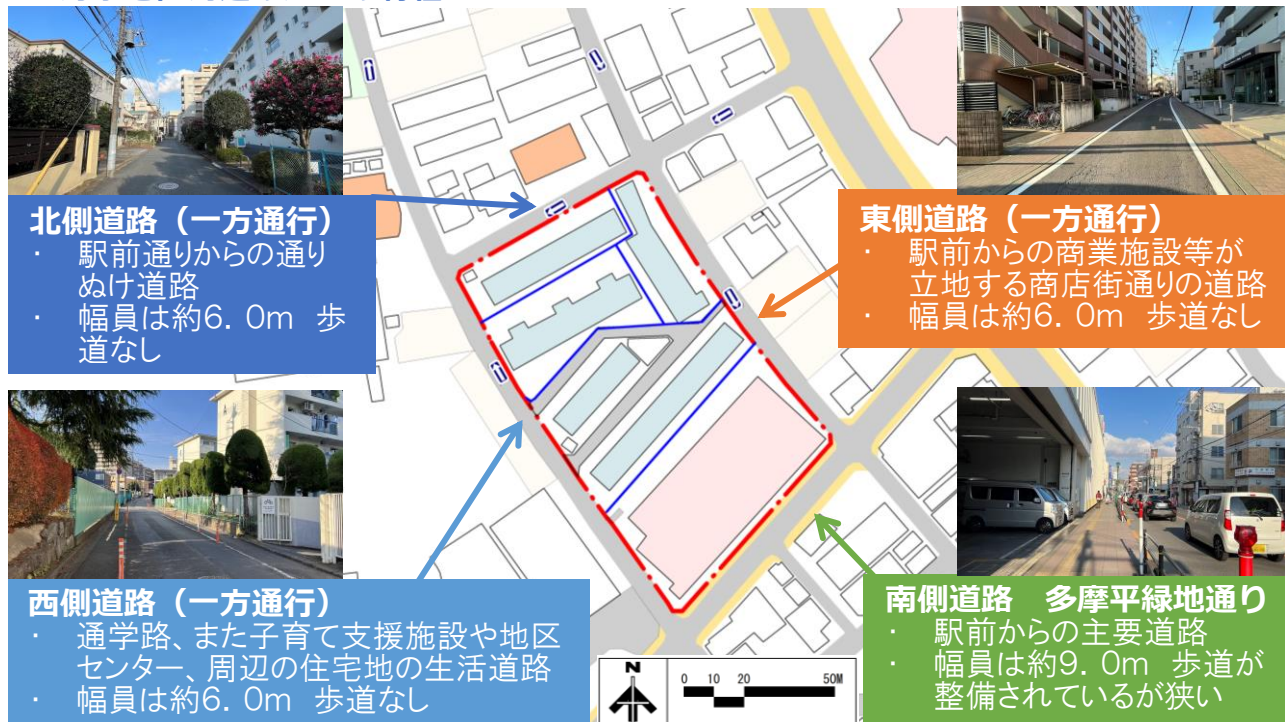 北側道路（一方通行）
・ 駅前通りからの通り
ぬけ道路
・ 幅員は約6．0m 歩
道なし
東側道路（一方通行）
・ 駅前からの商業施設等が
立地する商店街通りの道路
・ 幅員は約6．0m 歩道なし
西側道路（一方通行）
・ 通学路、また子育て支援施設や地区
センター、周辺の住宅地の生活道路
・ 幅員は約6．0m 歩道なし
南側道路 多摩平緑地通り
・ 駅前からの主要道路
・ 幅員は約9．0m 歩道が
整備されているが狭い
N
0 10 20 50M